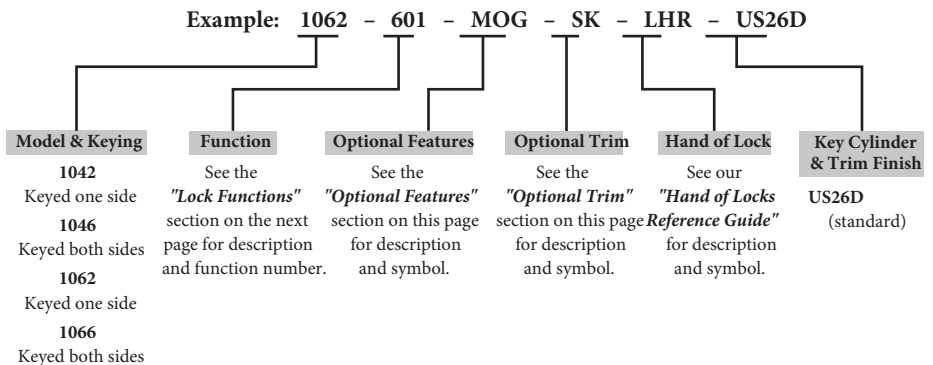 Example: 1062 – 601 – MOG – SK – LHR – US26D
Model & Keying
1042
Keyed one side
1046
Keyed both sides
1062
Keyed one side
1066
Keyed both sides
Function
See the
"Lock Functions"
section on the next
page for description
and function number.
Optional Features
See the
"Optional Features"
section on this page
for description
and symbol.
Optional Trim
See the
"Optional Trim"
section on this page
for description
and symbol.
Hand of Lock
See our
"Hand of Locks
Reference Guide"
for description
and symbol.
Key Cylinder
& Trim Finish
US26D
(standard)